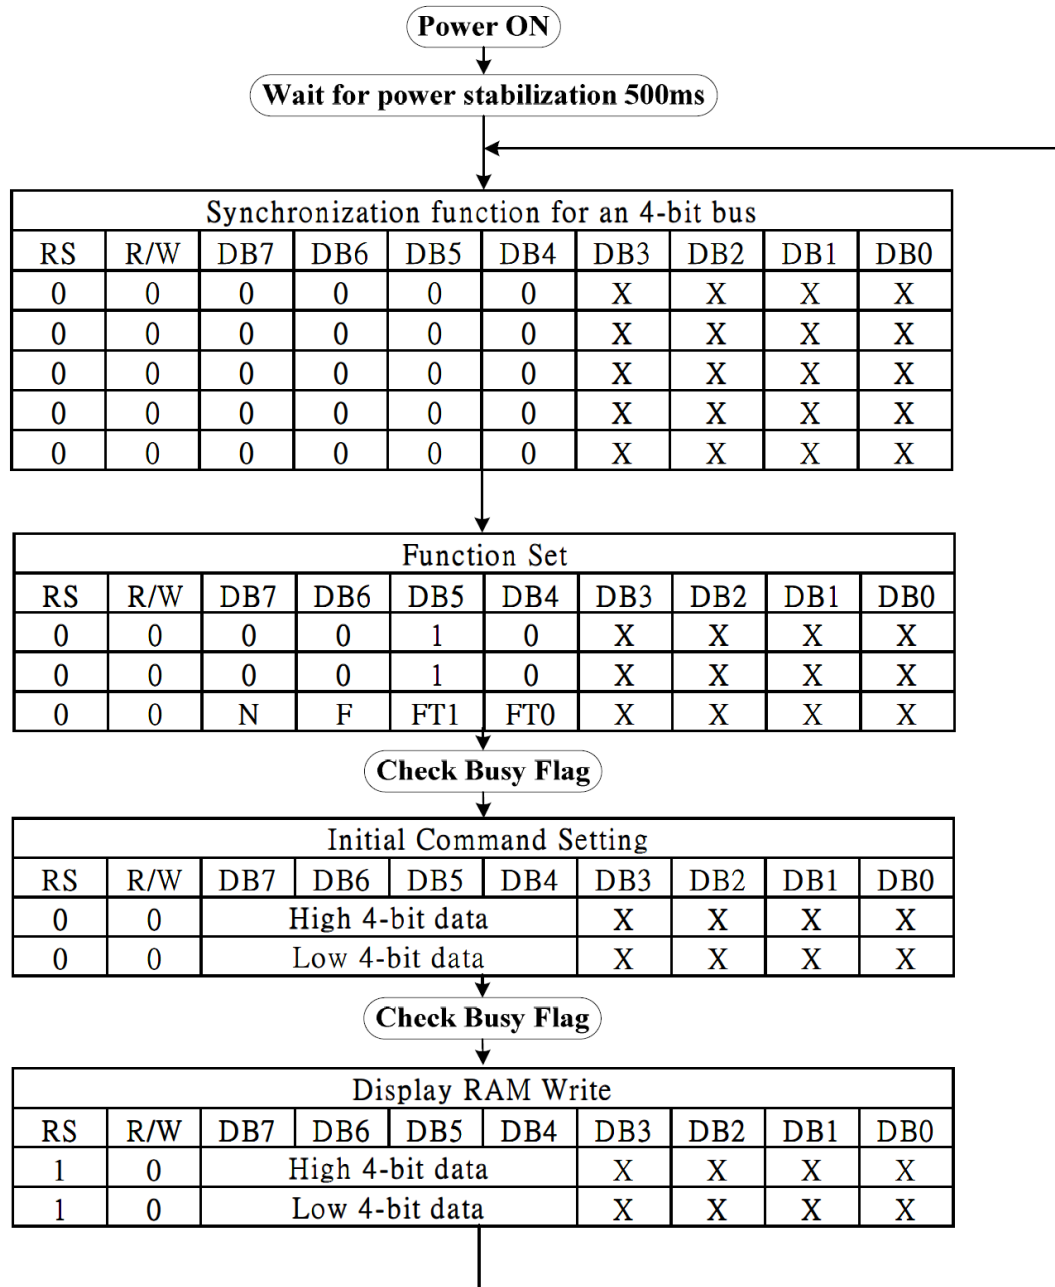 Power ON
Wait for power stabilization 500ms
Synchronization function for an 4-bit bus
RS R/W DB7 DB6 DB5 DB4 DB3 DB2 DB1 DB0
0 0 0 0 0 0 X X X X
0 0 0 0 0 0 X X X X
0 0 0 0 0 0 X X X X
0 0 0 0 0 0 X X X X
0 0 0 0 0 0 X X X X
Function Set
RS R/W DB7 DB6 DB5 DB4 DB3 DB2 DB1 DB0
0 0 0 0 1 0 X X X X
0 0 0 0 1 0 X X X X
0 0 N F FT1 FT0 X X X X
Check Busy Flag
Initial Command Setting
RS R/W DB7 DB6 DB5 DB4 DB3 DB2 DB1 DB0
0 0 High 4-bit data X X X X
0 0 Low 4-bit data X X X X
Check Busy Flag
Display RAM Write
RS R/W DB7 DB6 DB5 DB4 DB3 DB2 DB1 DB0
1 0 High 4-bit data X X X X
1 0 Low 4-bit data X X X X